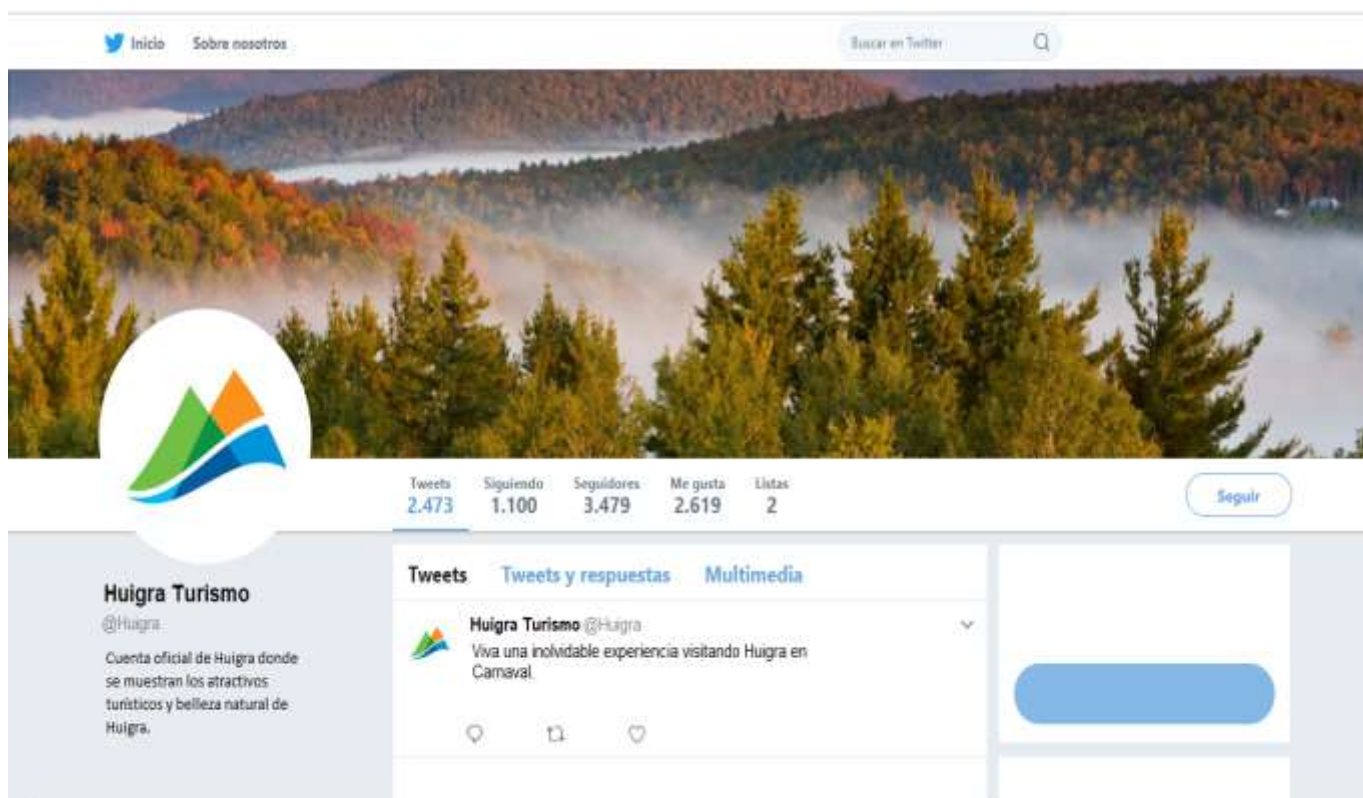 Inicio Sobre nosotros Buscar en Twitter
Tweets Siguiendo Seguidores Me gusta Listas
2.473 1.100 3.479 2.619 2
Seguir
Huigra Turismo
@Huigra
Cuenta oficial de Huigra donde
se muestran los atractivos
turísticos y belleza natural de
Huigra.
Tweets Tweets y respuestas Multimedia
Huigra Turismo @Huigra
Viva una inolvidable experiencia visitando Huigra en
Carnaval.